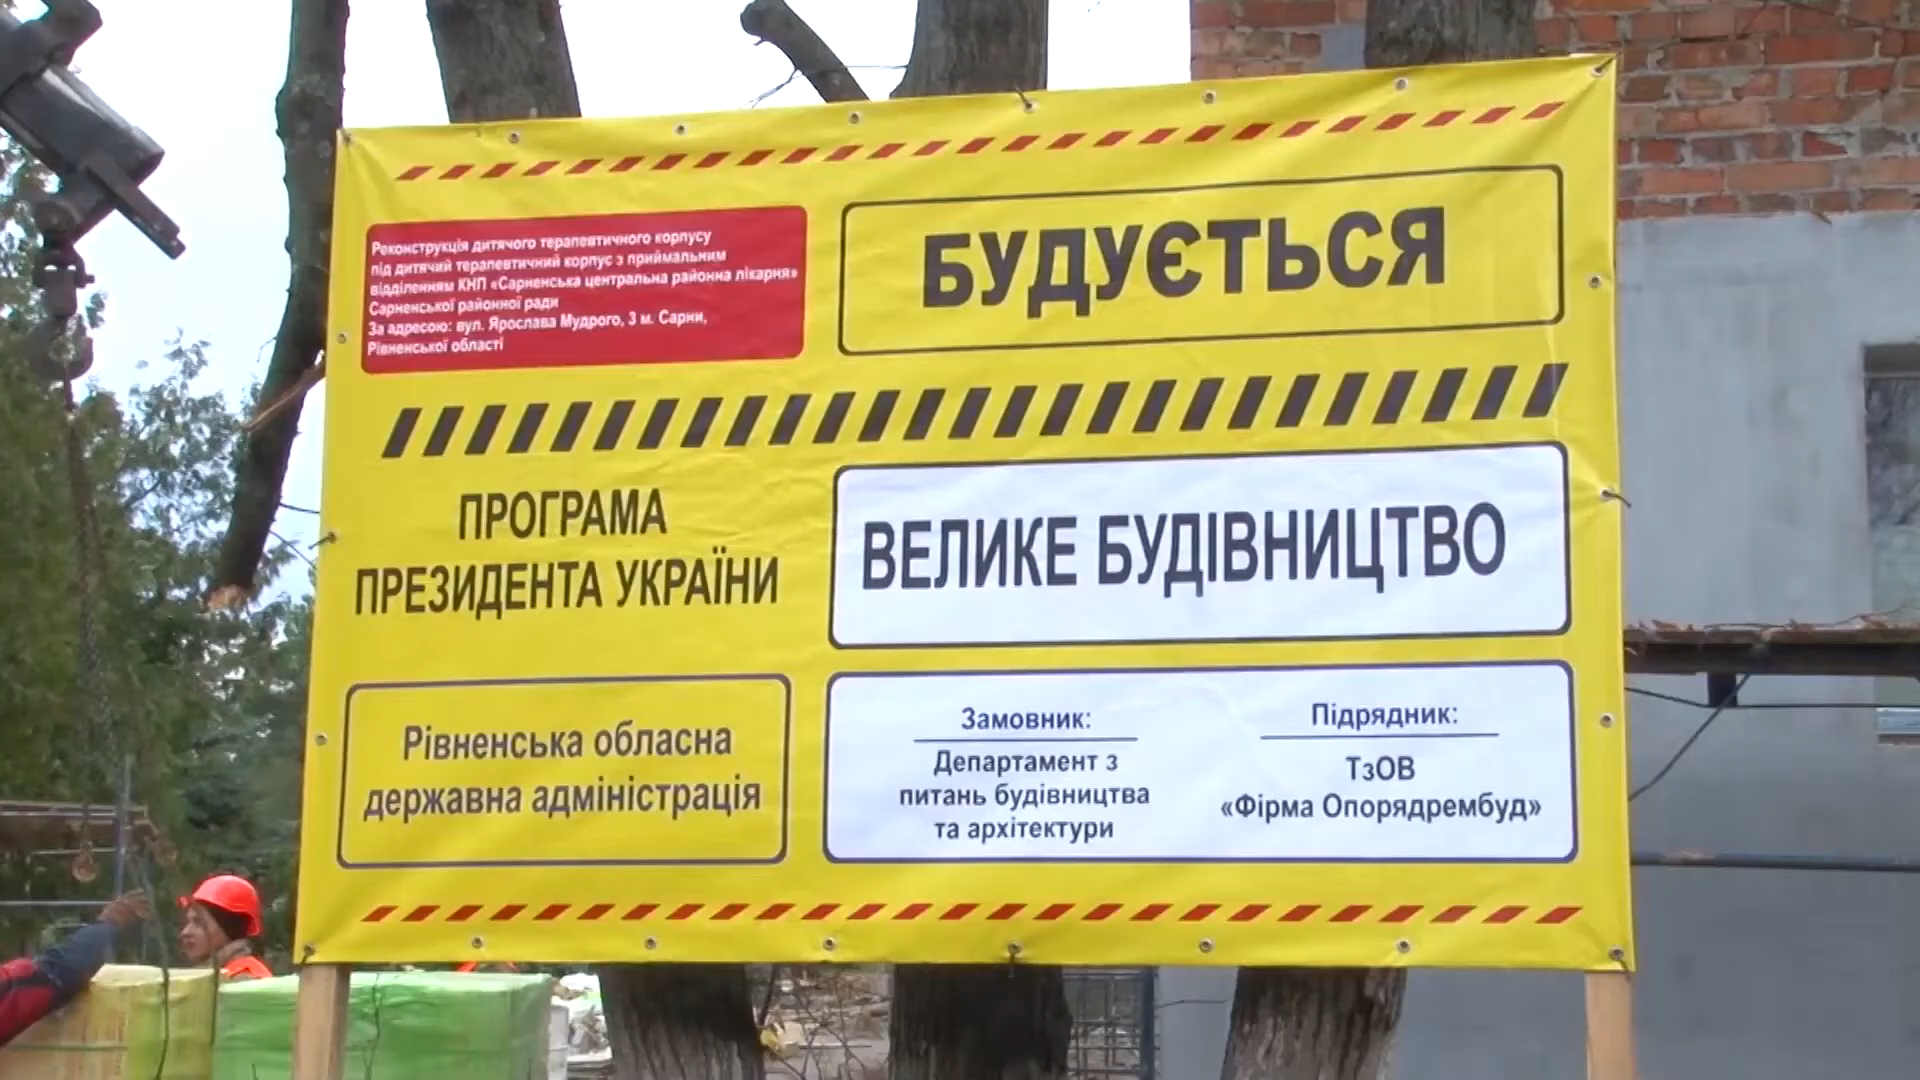 Реконструкція дитячого терапевтичного корпусу
під дитячий терапевтичний корпус з приймальним
відділенням КНП «Сарненська центральна районна лікарня»
Сарненської районної ради
За адресою: вул. Ярослава Мудрого, 3 м. Сарни,
Рівненської області
БУДУЄТЬСЯ
ПРОГРАМА
ПРЕЗИДЕНТА УКРАЇНИ
ВЕЛИКЕ БУДІВНИЦТВО
Рівненська обласна
державна адміністрація
Замовник:
Департамент з
питань будівництва
та архітектури
Підрядник:
ТзОВ
«Фірма Опорядрембуд»